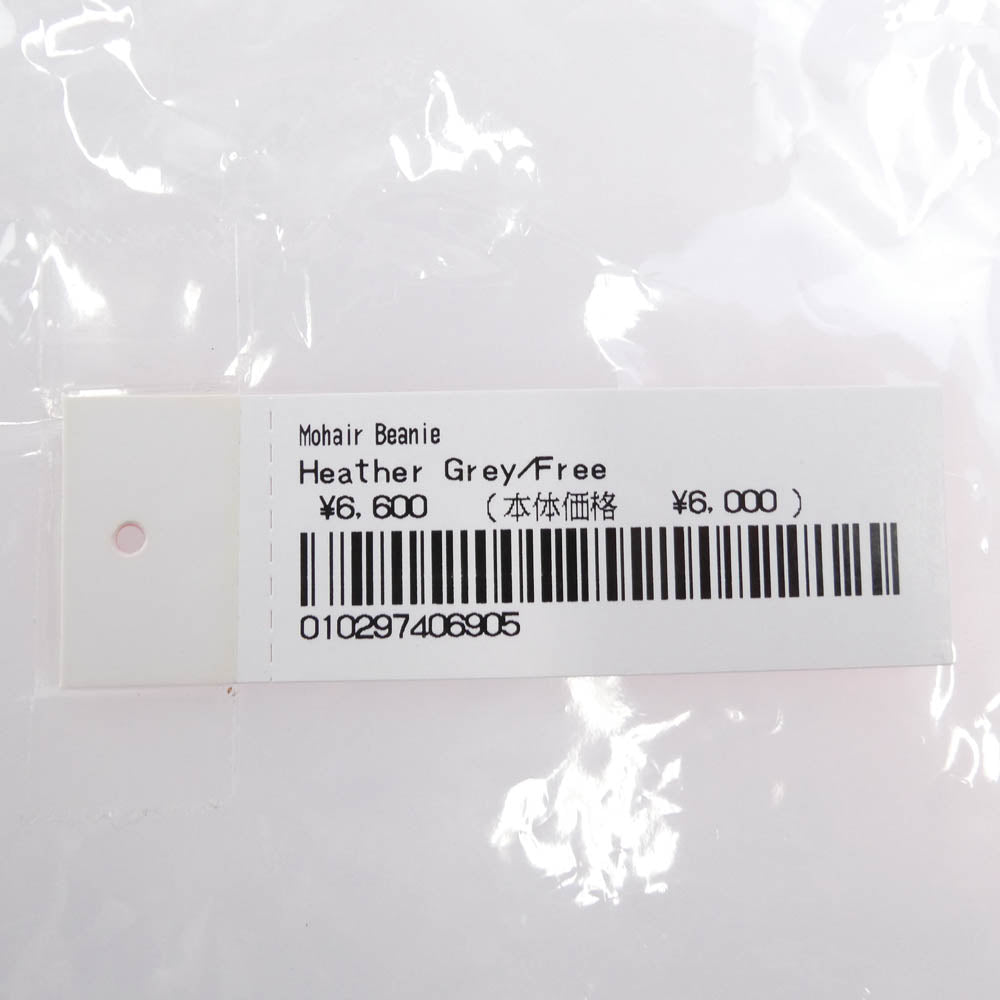 Mohair Beanie
Heather Grey/Free
¥6,600 (本体価格 ¥6,000)
010297406905